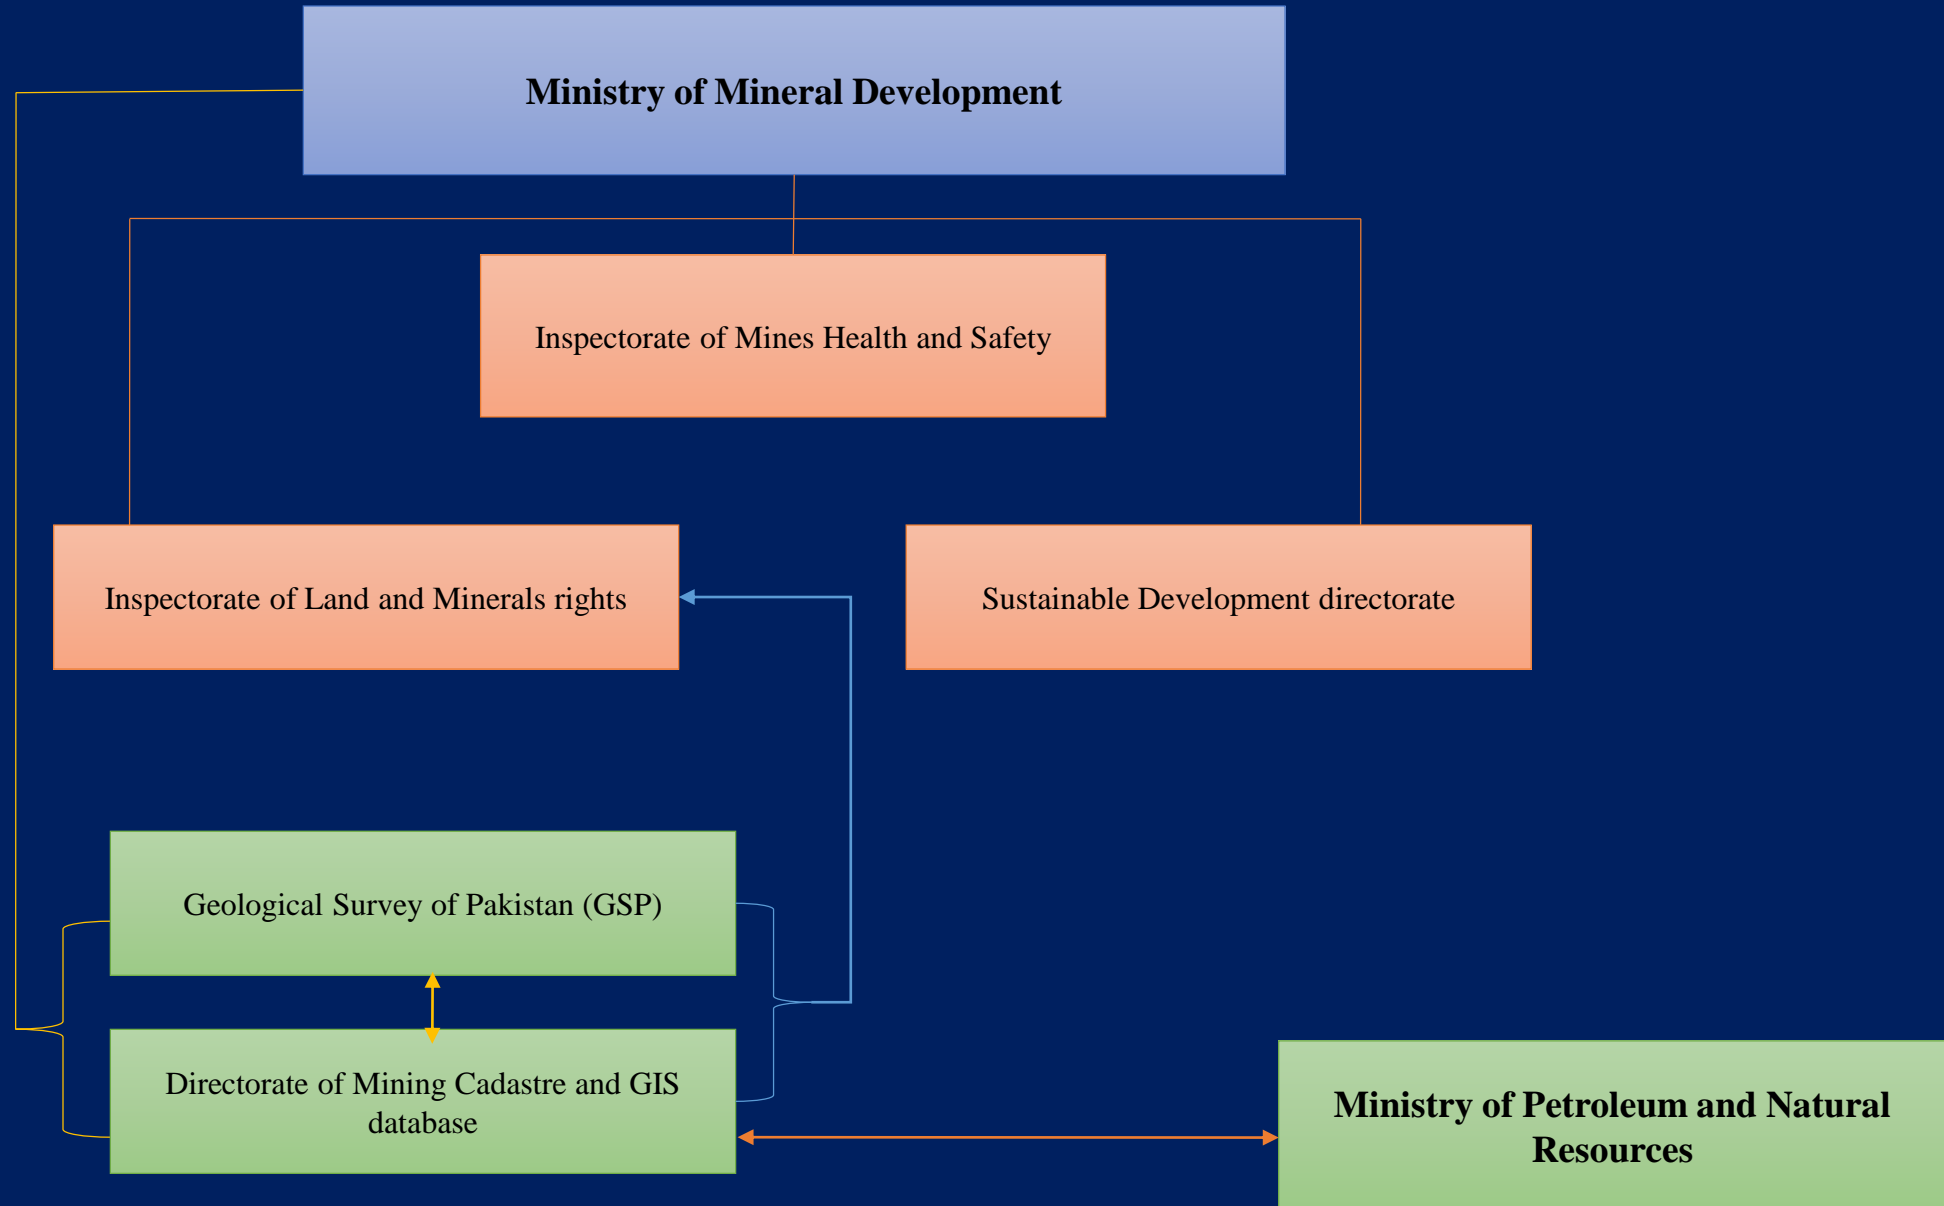 Ministry of Mineral Development
Inspectorate of Mines Health and Safety
Inspectorate of Land and Minerals rights
Sustainable Development directorate
Geological Survey of Pakistan (GSP)
Directorate of Mining Cadastre and GIS
database
Ministry of Petroleum and Natural
Resources